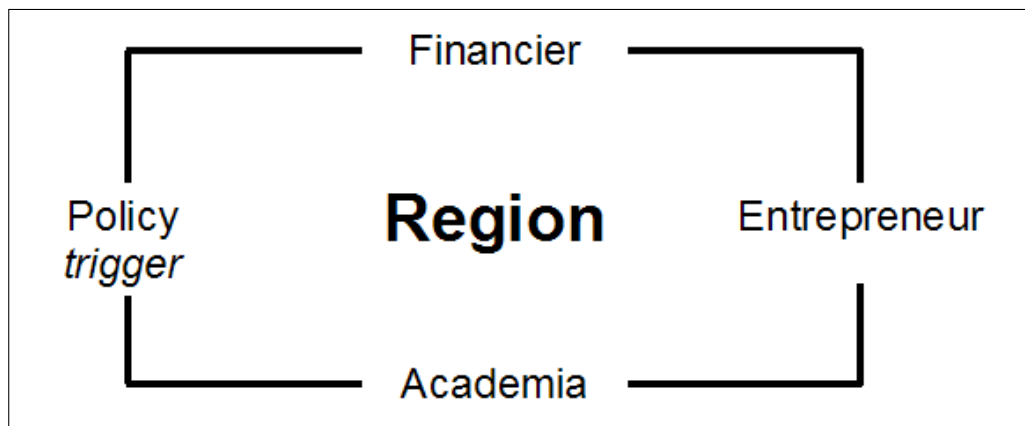 Financier
Policy
trigger
Region
Entrepreneur
Academia